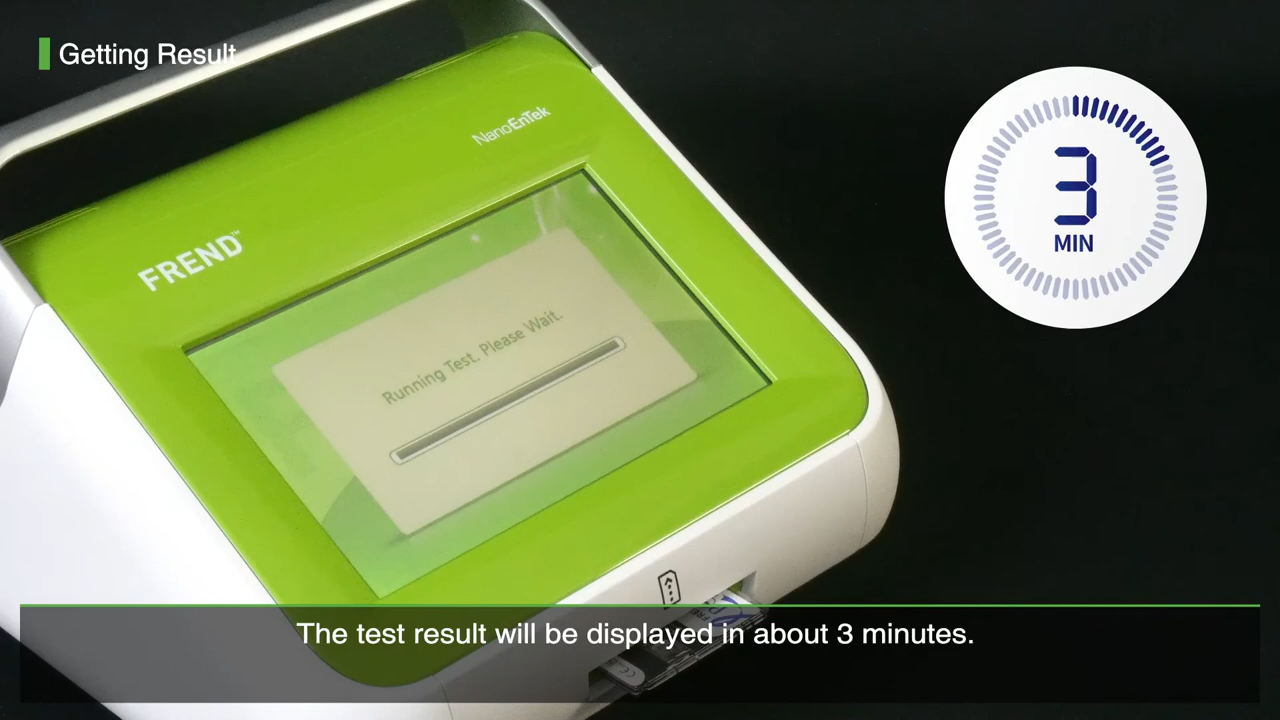 Getting Result
NanoEnTek
FREND™
Running Test. Please Wait.
3
MIN
The test result will be displayed in about 3 minutes.